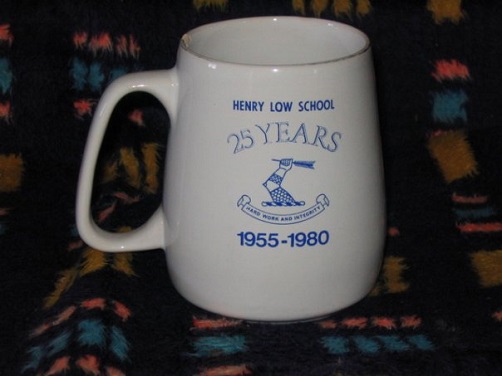 HENRY LOW SCHOOL
25 YEARS
HARD WORK AND INTEGRITY
1955-1980